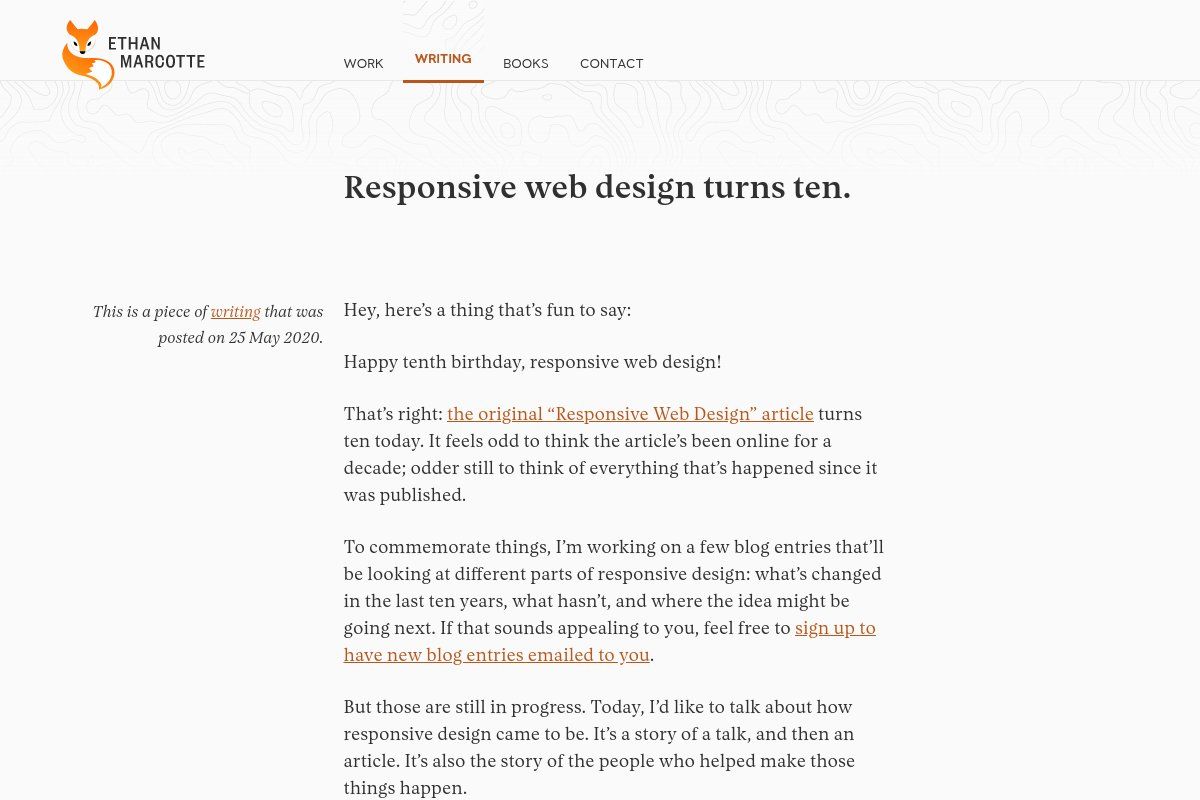 ETHAN
MARCOTTE
WORK
WRITING
BOOKS
CONTACT
Responsive web design turns ten.
This is a piece of writing that was
posted on 25 May 2020.
Hey, here’s a thing that’s fun to say:
Happy tenth birthday, responsive web design!
That’s right: the original “Responsive Web Design” article turns
ten today. It feels odd to think the article’s been online for a
decade; odder still to think of everything that’s happened since it
was published.
To commemorate things, I’m working on a few blog entries that’ll
be looking at different parts of responsive design: what’s changed
in the last ten years, what hasn’t, and where the idea might be
going next. If that sounds appealing to you, feel free to sign up to
have new blog entries emailed to you.
But those are still in progress. Today, I’d like to talk about how
responsive design came to be. It’s a story of a talk, and then an
article. It’s also the story of the people who helped make those
things happen.